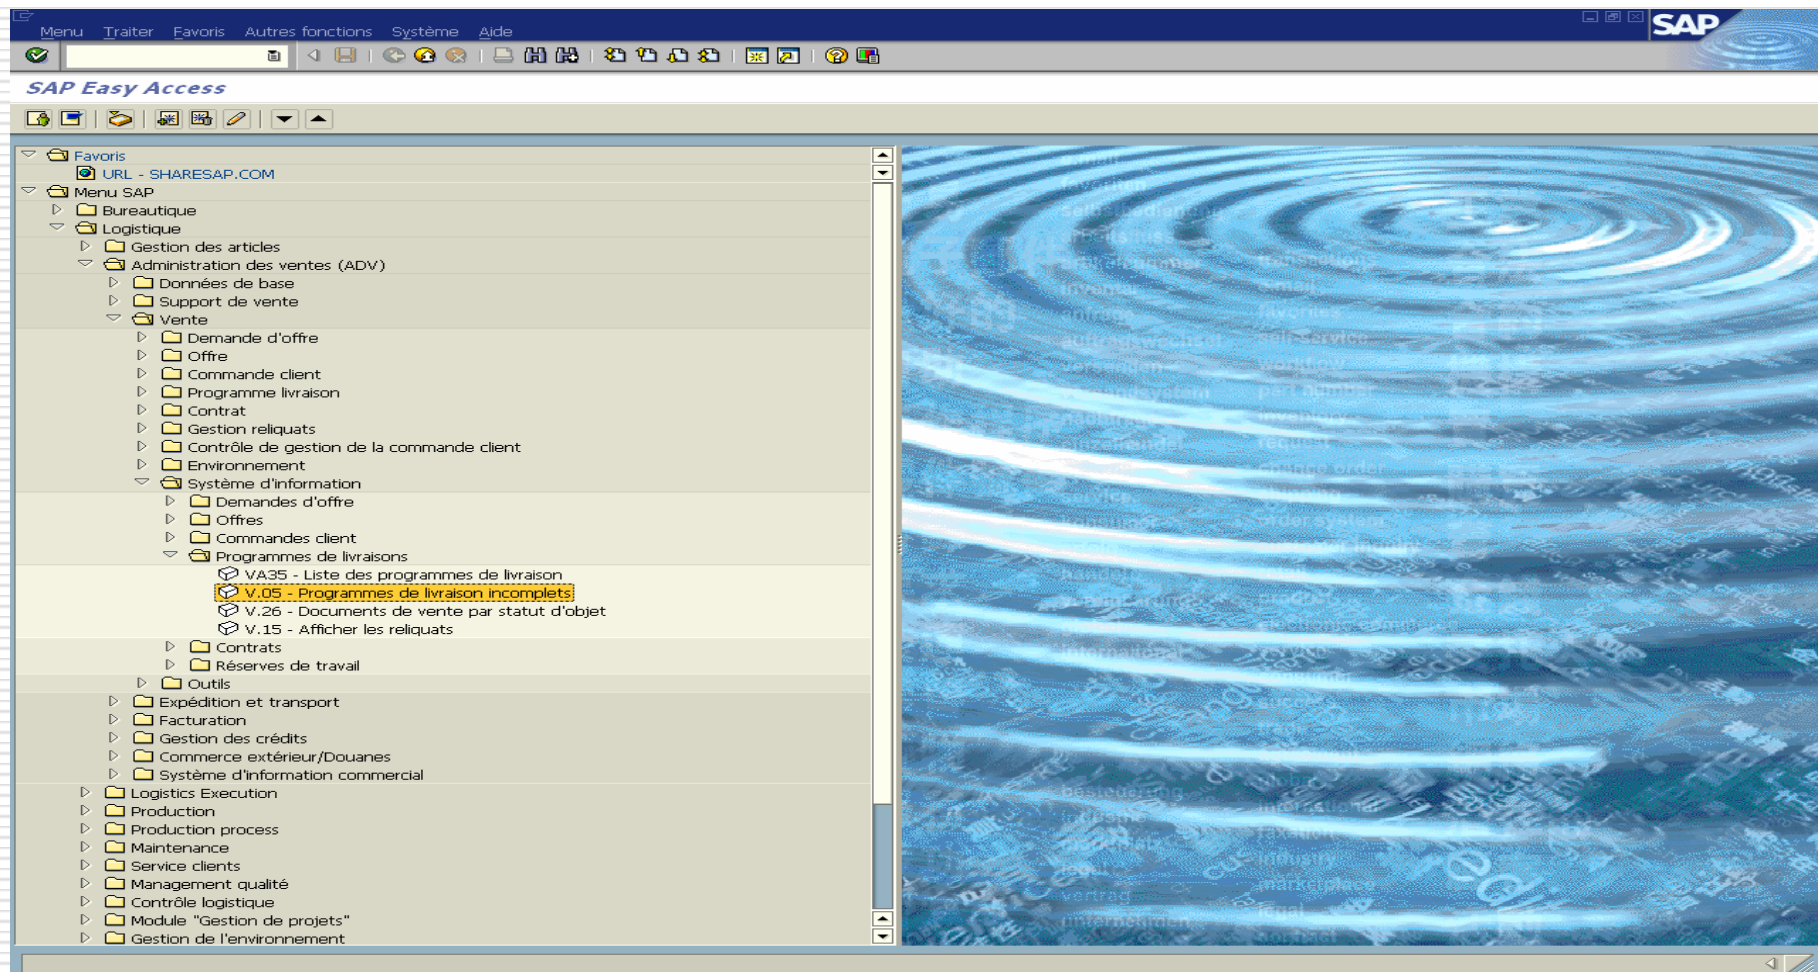 Menu Traiter Favoris Autres fonctions Système Aide
SAP
SAP Easy Access
Favoris
URL - SHARESAP.COM
Menu SAP
Bureautique
Logistique
Gestion des articles
Administration des ventes (ADV)
Données de base
Support de vente
Vente
Demande d'offre
Offre
Commande client
Programme livraison
Contrat
Gestion reliquats
Contrôle de gestion de la commande client
Environnement
Système d'information
Demandes d'offre
Offres
Commandes client
Programmes de livraisons
VA35 - Liste des programmes de livraison
V.05 - Programmes de livraison incomplets
V.26 - Documents de vente par statut d'objet
V.15 - Afficher les reliquats
Contrats
Réserves de travail
Outils
Expédition et transport
Facturation
Gestion des crédits
Commerce extérieur/Douanes
Système d'information commercial
Logistics Execution
Production
Production process
Maintenance
Service clients
Management qualité
Contrôle logistique
Module "Gestion de projets"
Gestion de l'environnement